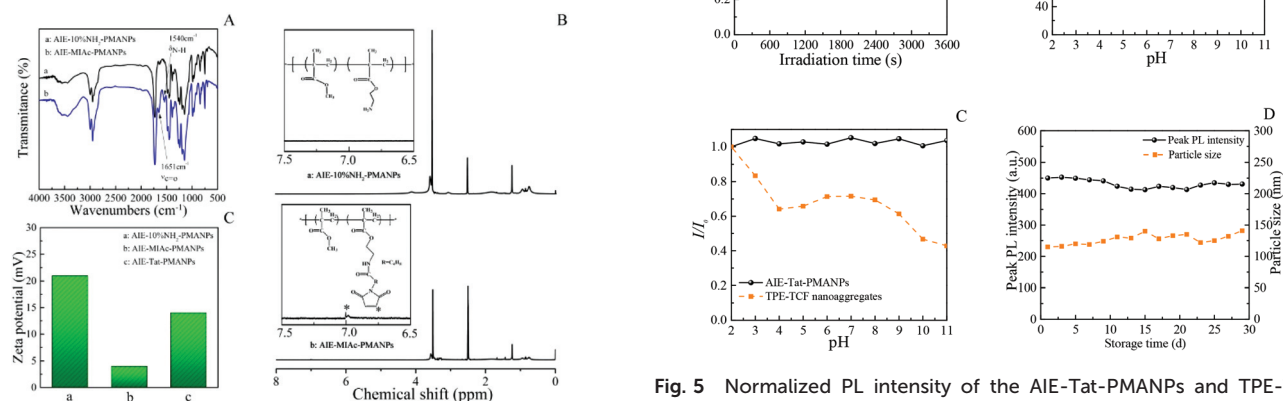 A
a: AIE-10%NH₂-PMANPs
b: AIE-MIAc-PMANPs
1540cm⁻¹
δN-H
a
b
1651cm⁻¹
νC=O
Transmitance (%)
4000 3500 3000 2500 2000 1500 1000 500
Wavenumbers (cm⁻¹)
C
a: AIE-10%NH₂-PMANPs
b: AIE-MIAc-PMANPs
c: AIE-Tat-PMANPs
Zeta potential (mV)
30
25
20
15
10
5
0
a b c
B
7.5 7.0 6.5
a: AIE-10%NH₂-PMANPs
7.5 7.0 6.5
b: AIE-MIAc-PMANPs
8 6 4 2 0
Chemical shift (ppm)
0.2
0 600 1200 1800 2400 3000 3600
Irradiation time (s)
40
0
2 3 4 5 6 7 8 9 10 11
pH
C
I/I₀
1.0
0.8
0.6
0.4
0.2
0.0
AIE-Tat-PMANPs
TPE-TCF nanoaggregates
2 3 4 5 6 7 8 9 10 11
pH
D
Peak PL intensity (a.u.)
600
550
500
450
400
350
300
250
200
150
100
50
0
Peak PL intensity
Particle size
300
250
200
150
100
50
0
Particle size (nm)
0 5 10 15 20 25 30
Storage time (d)
Fig. 5 Normalized PL intensity of the AIE-Tat-PMANPs and TPE-